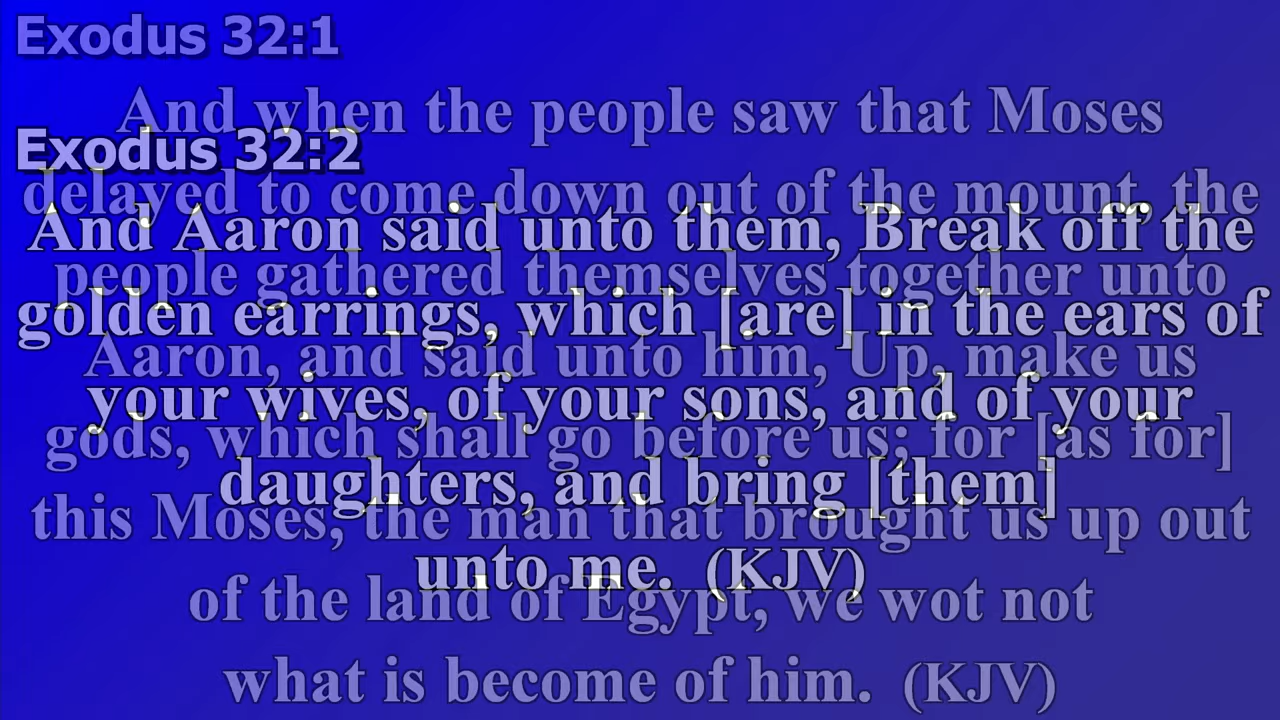 Exodus 32:1
And when the people saw that Moses
delayed to come down out of the mount, the
people gathered themselves together unto
Aaron, and said unto him, Up, make us
gods, which shall go before us; for [as for]
this Moses, the man that brought us up out
of the land of Egypt, we wot not
what is become of him. (KJV)
Exodus 32:2
And Aaron said unto them, Break off the
golden earrings, which [are] in the ears of
your wives, of your sons, and of your
daughters, and bring [them]
unto me. (KJV)